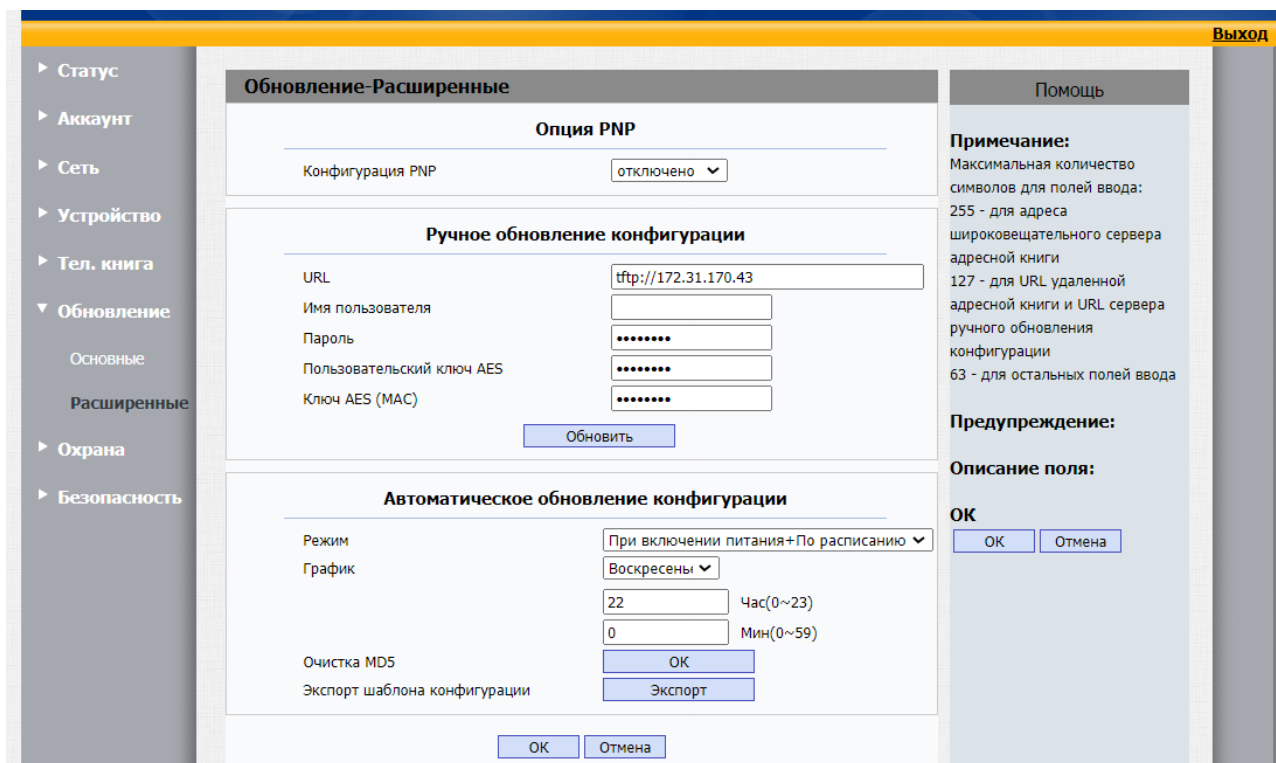 Выход
Статус
Аккаунт
Сеть
Устройство
Тел. книга
Обновление
Основные
Расширенные
Охрана
Безопасность
Обновление-Расширенные
Опция PNP
Конфигурация PNP отключено
Ручное обновление конфигурации
URL tftp://172.31.170.43
Имя пользователя
Пароль ••••••••
Пользовательский ключ AES ••••••••
Ключ AES (MAC) ••••••••
Обновить
Автоматическое обновление конфигурации
Режим При включении питания+По расписанию
График Воскресены
22 Час(0~23)
0 Мин(0~59)
Очистка MD5 ОК
Экспорт шаблона конфигурации Экспорт
ОК Отмена
Помощь
Примечание:
Максимальная количество
символов для полей ввода:
255 - для адреса
широковещательного сервера
адресной книги
127 - для URL удаленной
адресной книги и URL сервера
ручного обновления
конфигурации
63 - для остальных полей ввода
Предупреждение:
Описание поля:
ОК
ОК Отмена